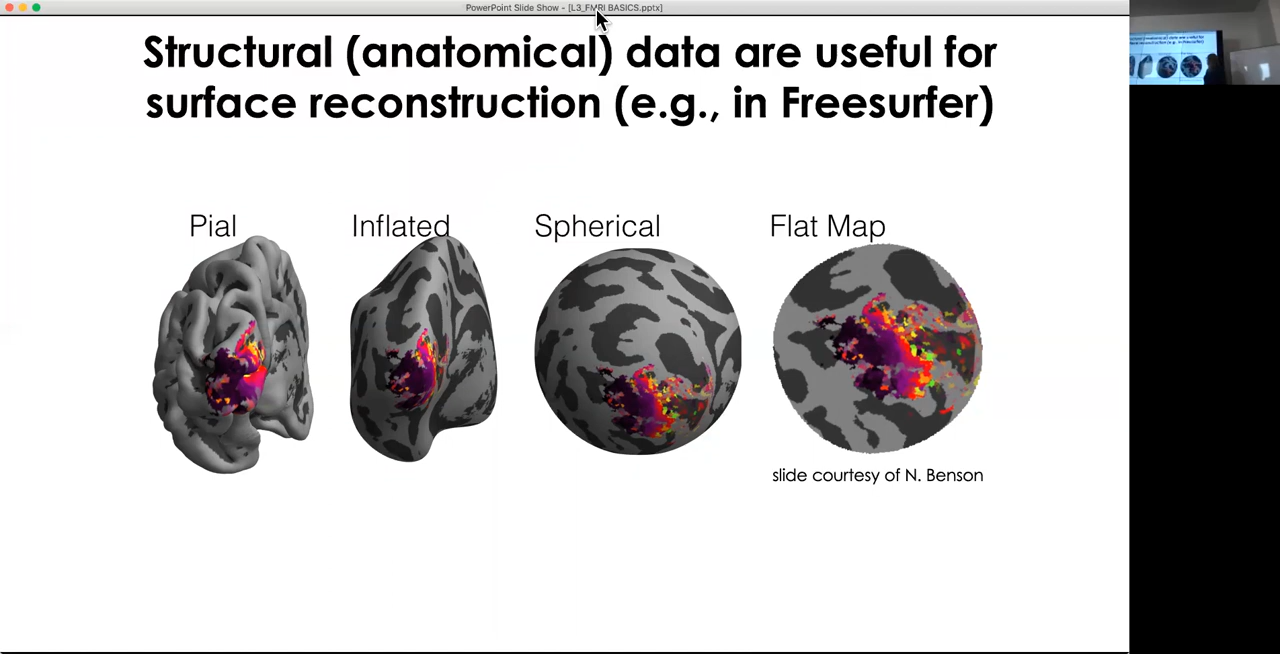 PowerPoint Slide Show - [L3_FMRI BASICS.pptx]
Structural (anatomical) data are useful for
surface reconstruction (e.g., in Freesurfer)
Pial
Inflated
Spherical
Flat Map
slide courtesy of N. Benson